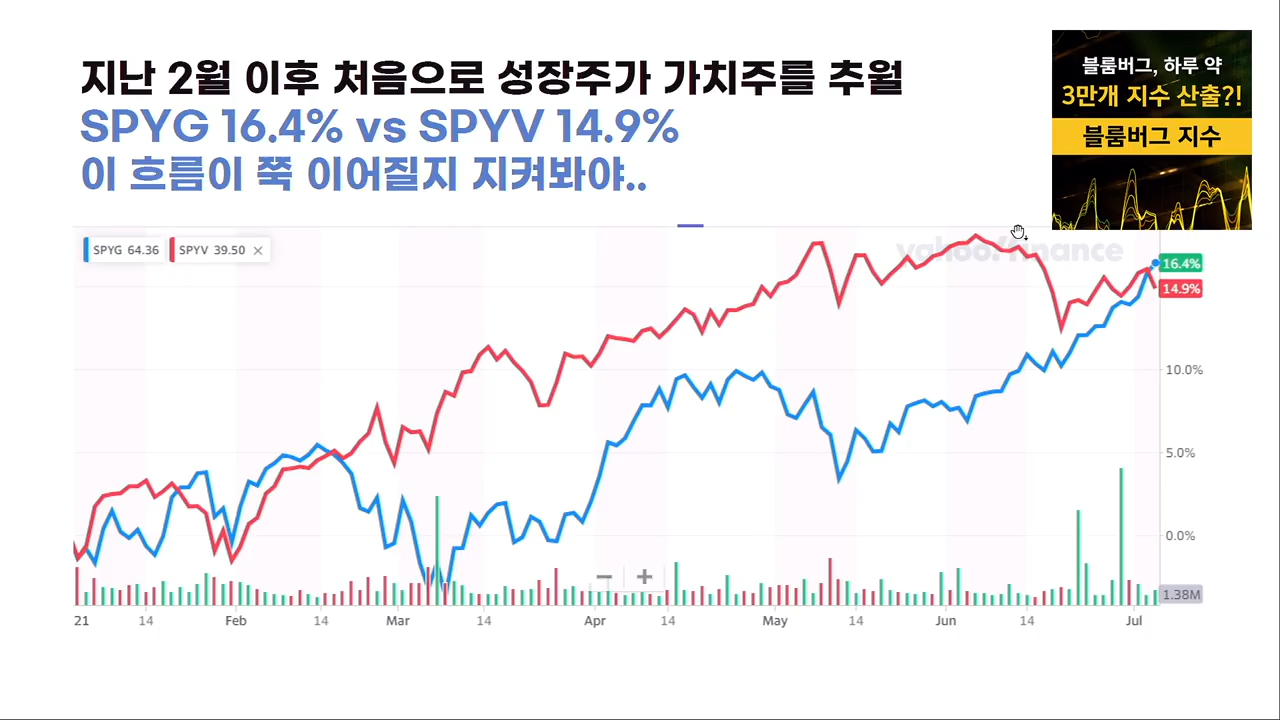 지난 2월 이후 처음으로 성장주가 가치주를 추월
SPYG 16.4% vs SPYV 14.9%
이 흐름이 쭉 이어질지 지켜봐야..
블룸버그, 하루 약
3만개 지수 산출?!
블룸버그 지수
SPYG 64.36 SPYV 39.50 ×
yahoo!finance
16.4%
14.9%
10.0%
5.0%
0.0%
1.38M
− +
21 14 Feb 14 Mar 14 Apr 14 May 14 Jun 14 Jul